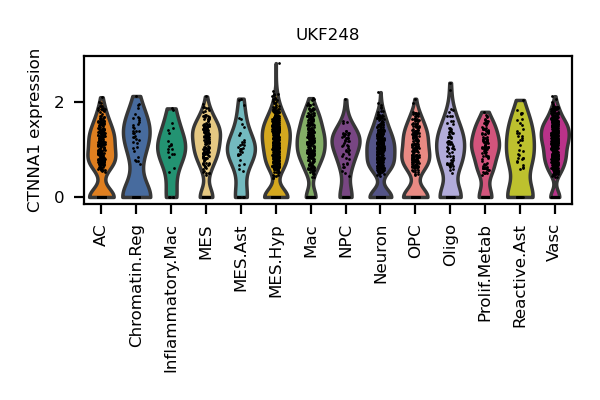 UKF248
CTNNA1 expression
2
0
AC
Chromatin.Reg
Inflammatory.Mac
MES
MES.Ast
MES.Hyp
Mac
NPC
Neuron
OPC
Oligo
Prolif.Metab
Reactive.Ast
Vasc